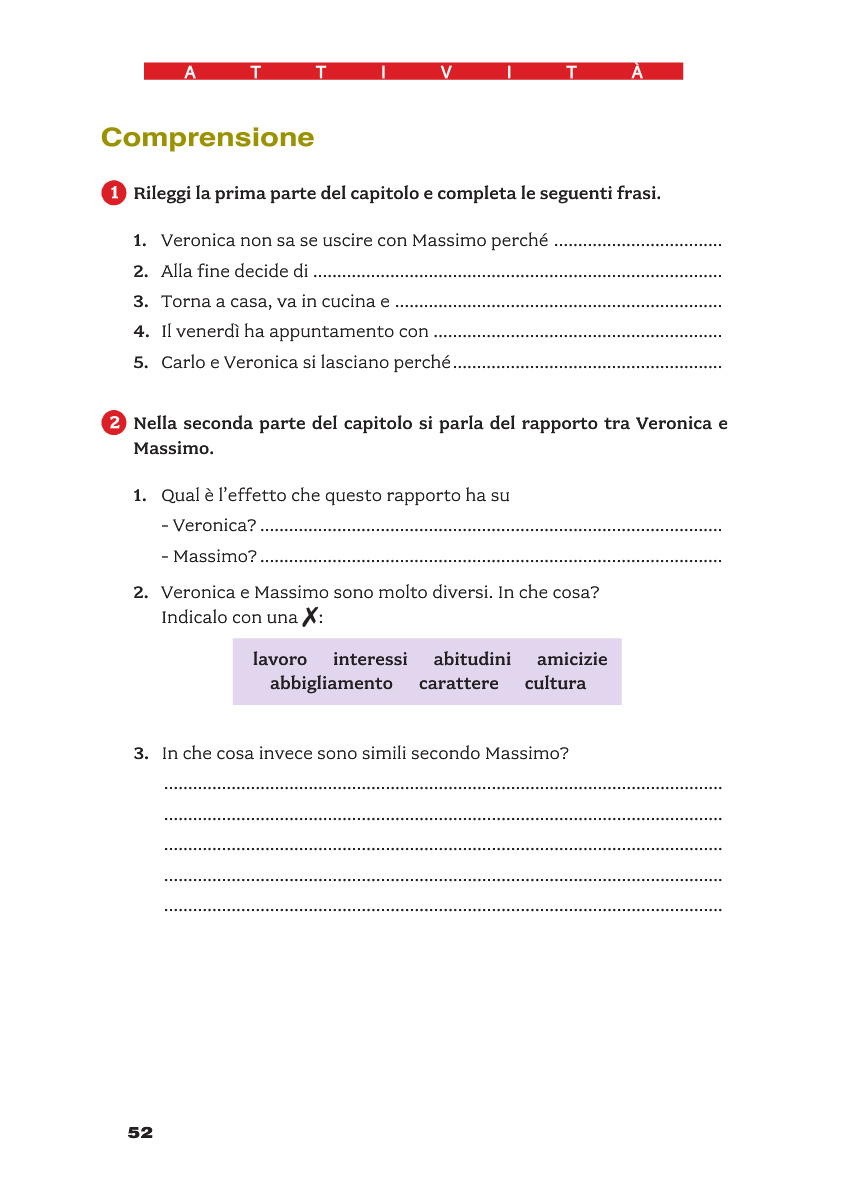 A T T I V I T À
Comprensione
1 Rileggi la prima parte del capitolo e completa le seguenti frasi.
1. Veronica non sa se uscire con Massimo perché ...................................
2. Alla fine decide di .....................................................................................
3. Torna a casa, va in cucina e ....................................................................
4. Il venerdì ha appuntamento con ............................................................
5. Carlo e Veronica si lasciano perché ........................................................
2 Nella seconda parte del capitolo si parla del rapporto tra Veronica e
Massimo.
1. Qual è l’effetto che questo rapporto ha su
- Veronica? ................................................................................................
- Massimo? ................................................................................................
2. Veronica e Massimo sono molto diversi. In che cosa?
Indicalo con una ✗:
lavoro interessi abitudini amicizie
abbigliamento carattere cultura
3. In che cosa invece sono simili secondo Massimo?
....................................................................................................................
....................................................................................................................
....................................................................................................................
....................................................................................................................
....................................................................................................................
52